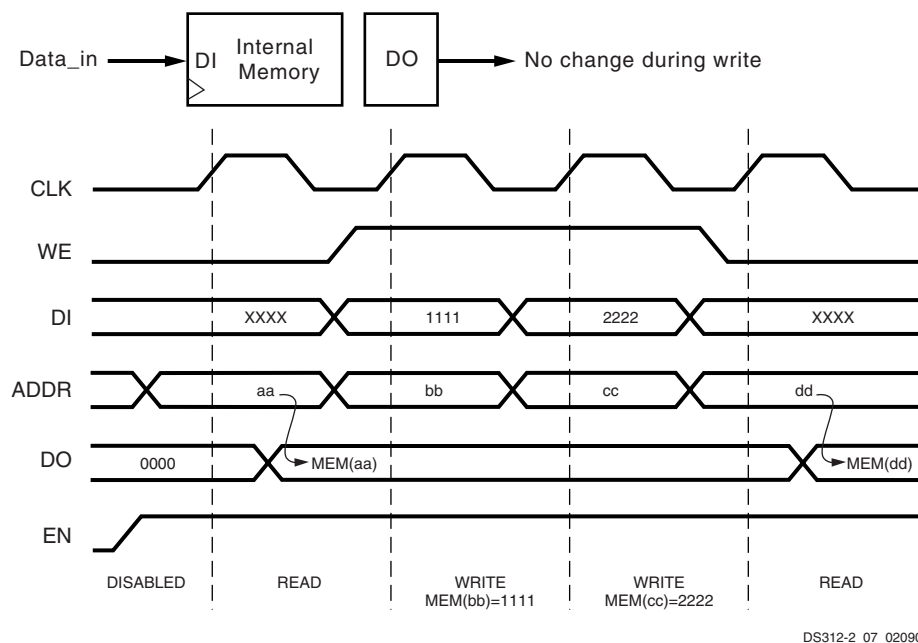 Data_in
DI
Internal
Memory
DO
No change during write
CLK
WE
DI
XXXX
1111
2222
XXXX
ADDR
aa
bb
cc
dd
DO
0000
MEM(aa)
MEM(dd)
EN
DISABLED
READ
WRITE
MEM(bb)=1111
WRITE
MEM(cc)=2222
READ
DS312-2_07_02090